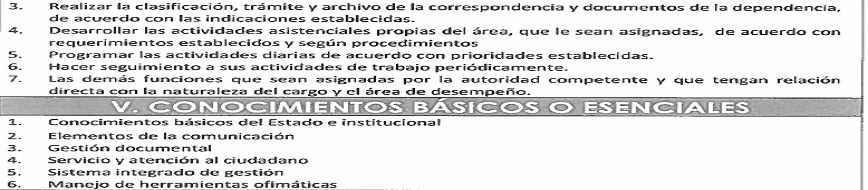 3. Realizar la clasificación, trámite y archivo de la correspondencia y documentos de la dependencia,
de acuerdo con las indicaciones establecidas.
4. Desarrollar las actividades asistenciales propias del área, que le sean asignadas, de acuerdo con
requerimientos establecidos y según procedimientos
5. Programar las actividades diarias de acuerdo con prioridades establecidas.
6. Hacer seguimiento a sus actividades de trabajo periódicamente.
7. Las demás funciones que sean asignadas por la autoridad competente y que tengan relación
directa con la naturaleza del cargo y el área de desempeño.
V. CONOCIMIENTOS BÁSICOS O ESENCIALES
1. Conocimientos básicos del Estado e institucional
2. Elementos de la comunicación
3. Gestión documental
4. Servicio y atención al ciudadano
5. Sistema integrado de gestión
6. Manejo de herramientas ofimáticas